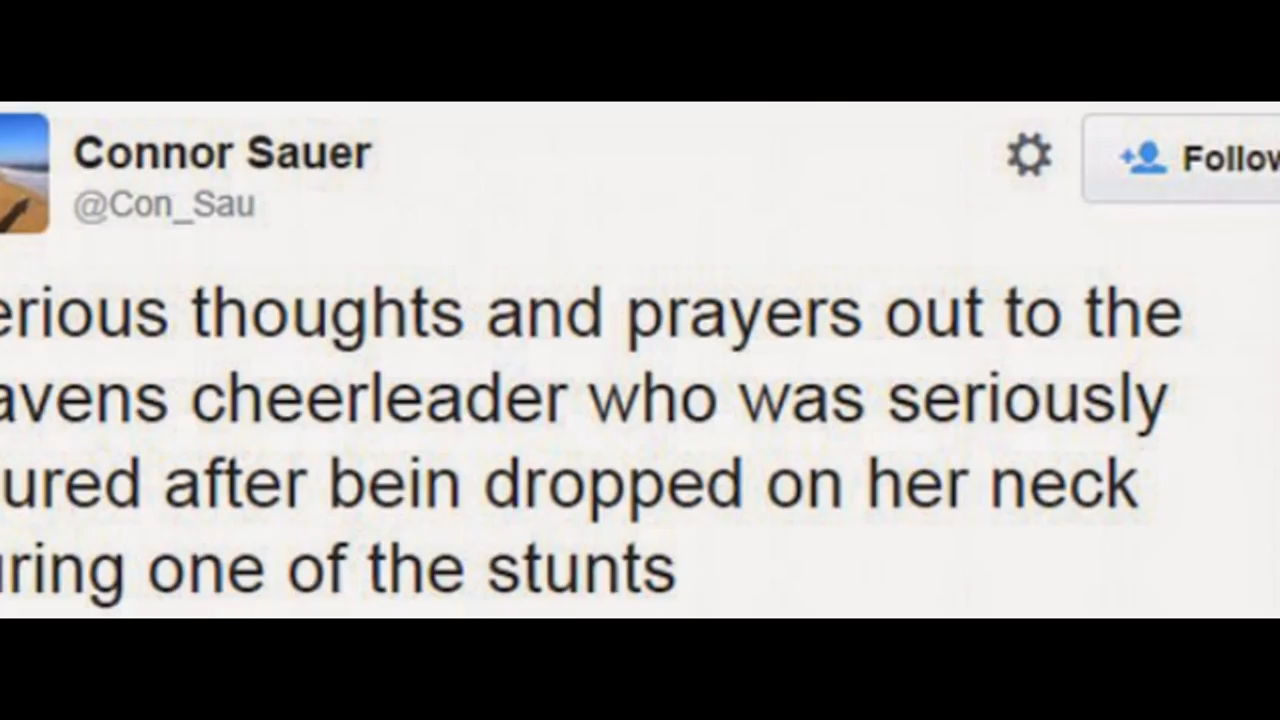 Connor Sauer
@Con_Sau
Follow
erious thoughts and prayers out to the
avens cheerleader who was seriously
ured after bein dropped on her neck
uring one of the stunts